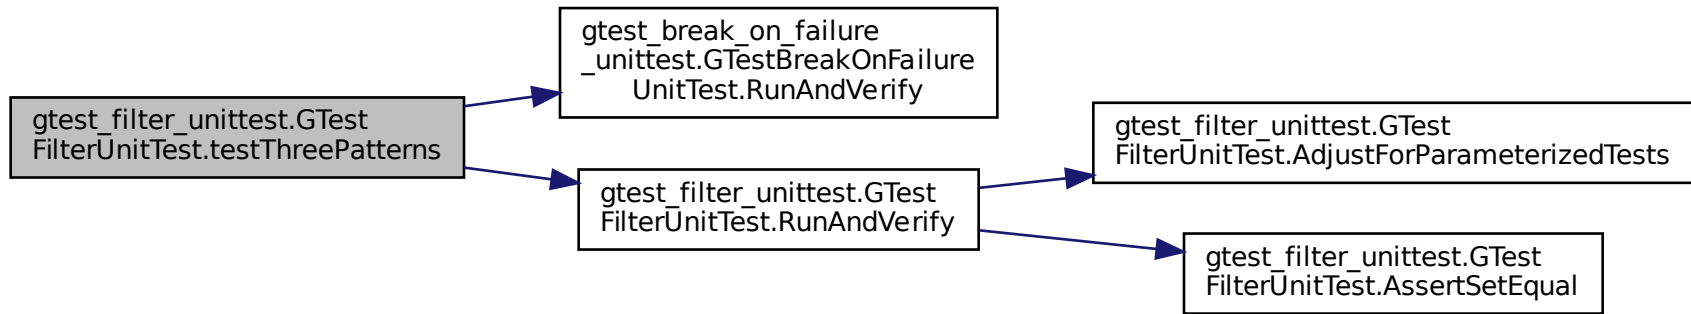 gtest_filter_unittest.GTest
FilterUnitTest.testThreePatterns
gtest_break_on_failure
_unittest.GTestBreakOnFailure
UnitTest.RunAndVerify
gtest_filter_unittest.GTest
FilterUnitTest.RunAndVerify
gtest_filter_unittest.GTest
FilterUnitTest.AdjustForParameterizedTests
gtest_filter_unittest.GTest
FilterUnitTest.AssertSetEqual